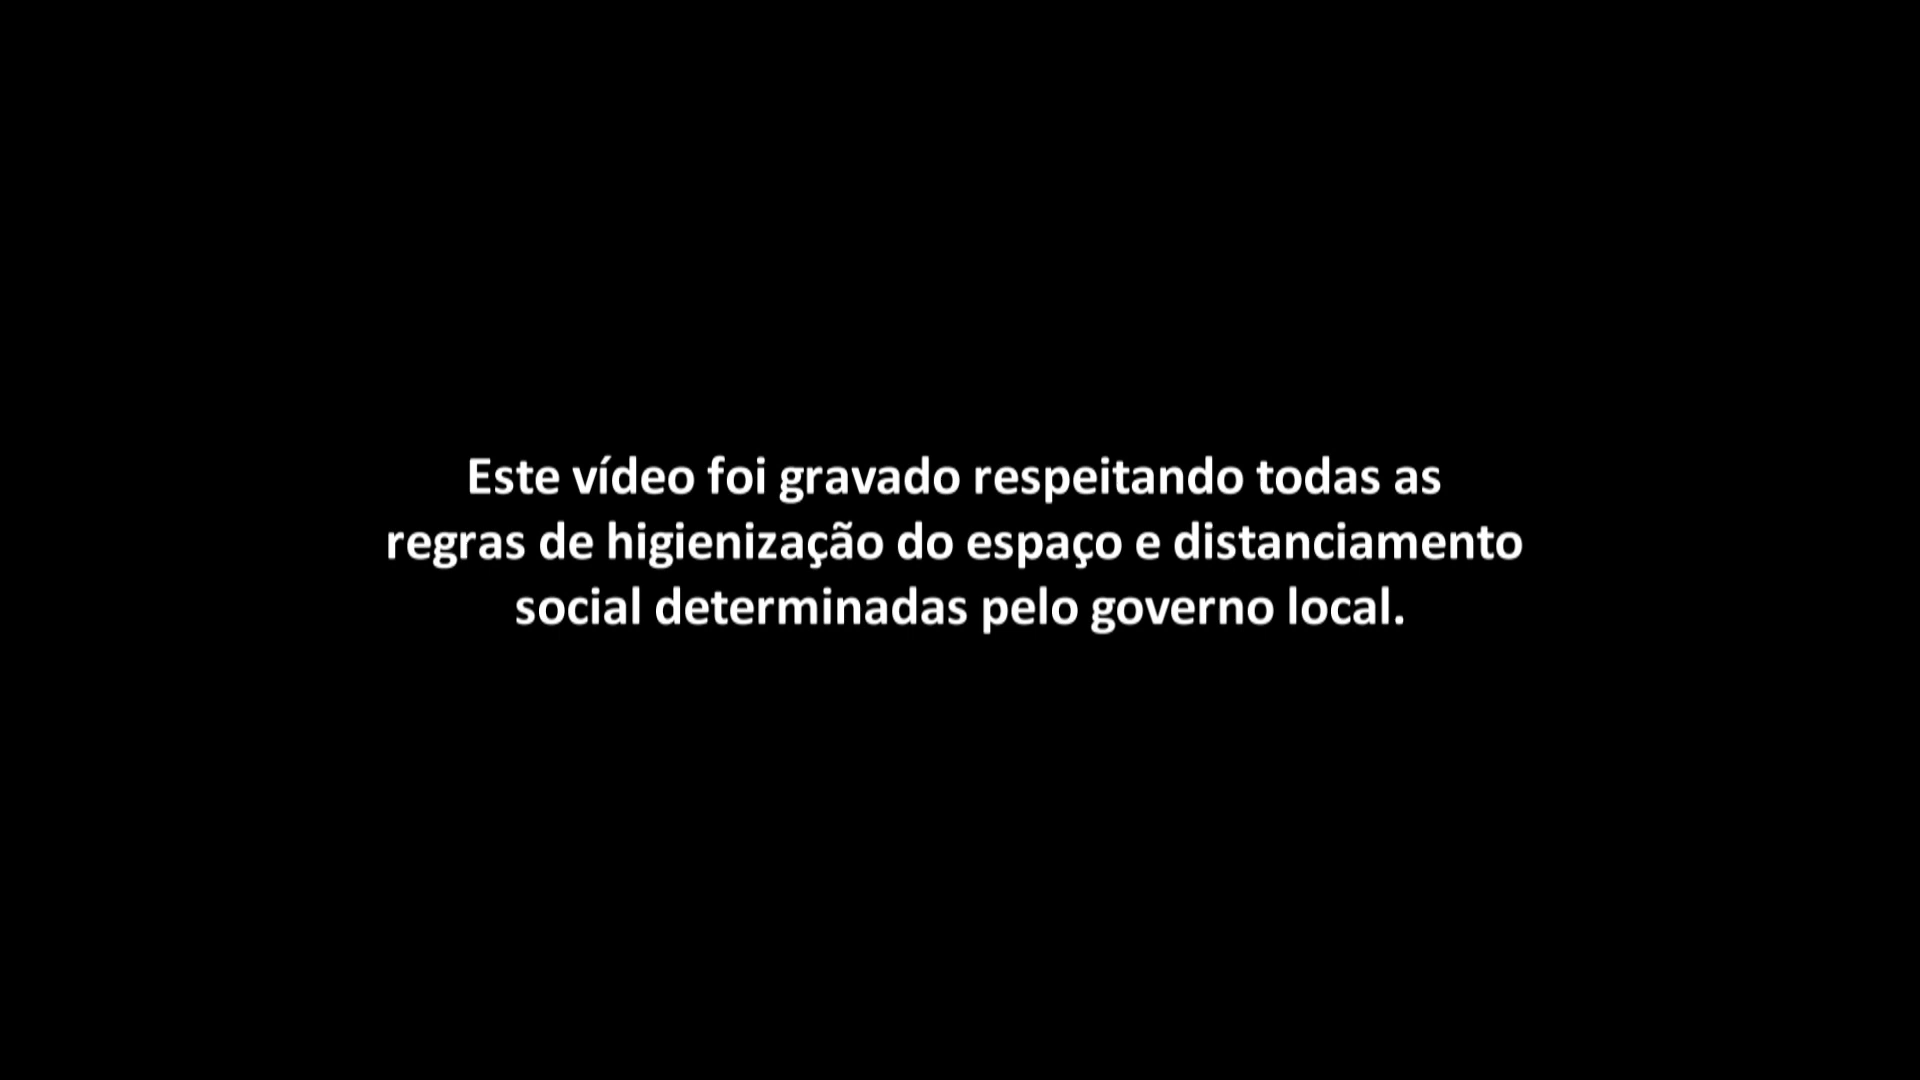 Este vídeo foi gravado respeitando todas as
regras de higienização do espaço e distanciamento
social determinadas pelo governo local.